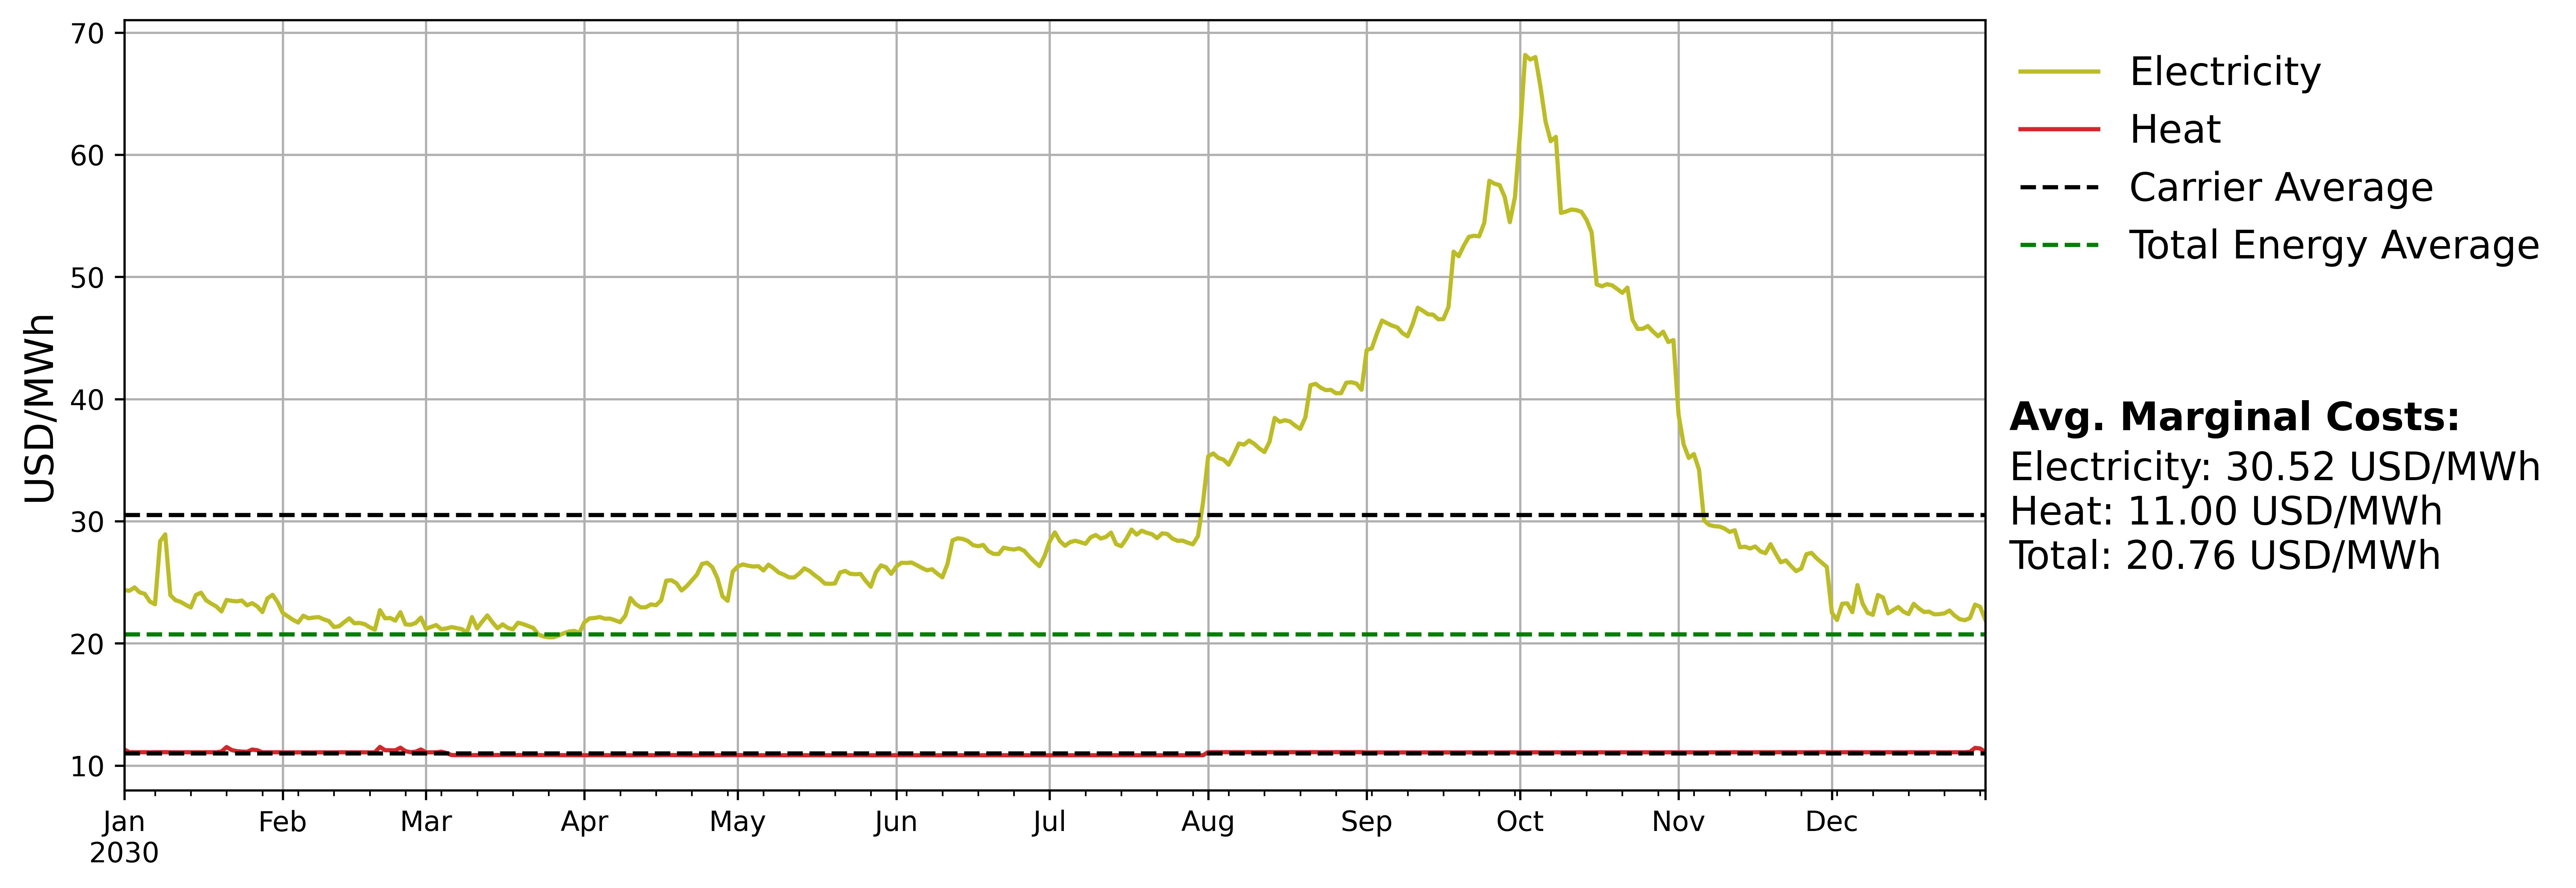 70
60
50
40
30
20
10
USD/MWh
Jan
2030
Feb
Mar
Apr
May
Jun
Jul
Aug
Sep
Oct
Nov
Dec
Electricity
Heat
Carrier Average
Total Energy Average
Avg. Marginal Costs:
Electricity: 30.52 USD/MWh
Heat: 11.00 USD/MWh
Total: 20.76 USD/MWh